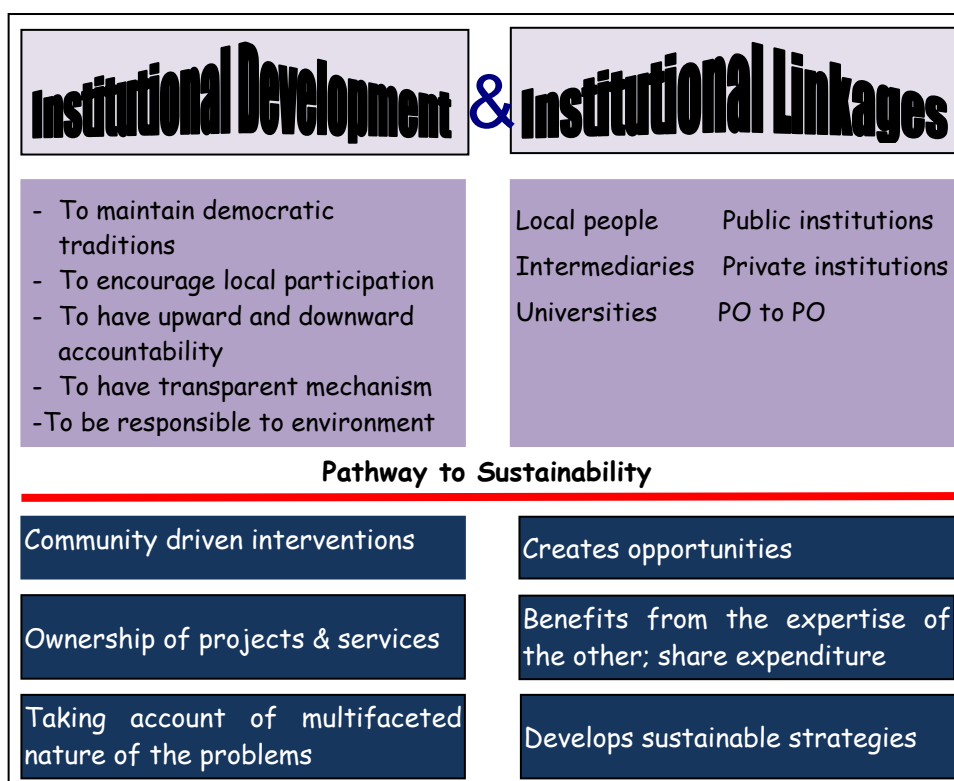 Institutional Development & Institutional Linkages
- To maintain democratic
traditions
- To encourage local participation
- To have upward and downward
accountability
- To have transparent mechanism
-To be responsible to environment
Local people Public institutions
Intermediaries Private institutions
Universities PO to PO
Pathway to Sustainability
Community driven interventions
Ownership of projects & services
Taking account of multifaceted
nature of the problems
Creates opportunities
Benefits from the expertise of
the other; share expenditure
Develops sustainable strategies